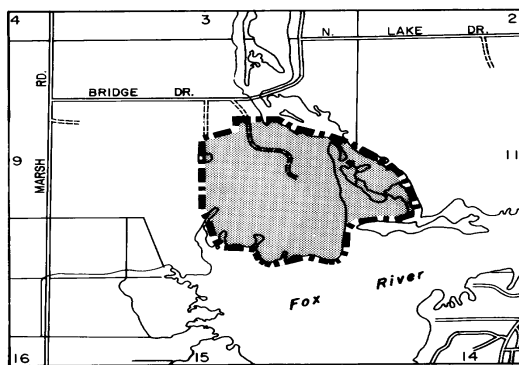 4 3 2
N. LAKE DR.
RD.
BRIDGE DR.
9 11
MARSH
Fox River
16 15 14